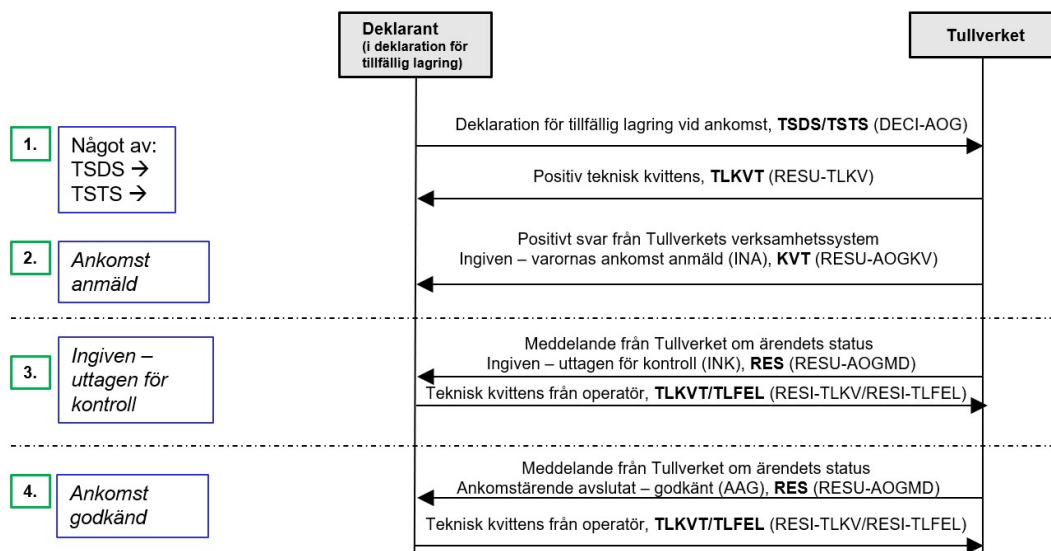 Deklarant
(i deklaration för
tillfällig lagring)
Tullverket
1.
Något av:
TSDS →
TSTS →
Deklaration för tillfällig lagring vid ankomst, TSDS/TSTS (DECI-AOG)
Positiv teknisk kvittens, TLKVT (RESU-TLKV)
2.
Ankomst
anmäld
Positivt svar från Tullverkets verksamhetssystem
Ingiven – varornas ankomst anmäld (INA), KVT (RESU-AOGKV)
3.
Ingiven –
uttagen för
kontroll
Meddelande från Tullverket om ärendets status
Ingiven – uttagen för kontroll (INK), RES (RESU-AOGMD)
Teknisk kvittens från operatör, TLKVT/TLFEL (RESI-TLKV/RESI-TLFEL)
4.
Ankomst
godkänd
Meddelande från Tullverket om ärendets status
Ankomstärende avslutat – godkänt (AAG), RES (RESU-AOGMD)
Teknisk kvittens från operatör, TLKVT/TLFEL (RESI-TLKV/RESI-TLFEL)